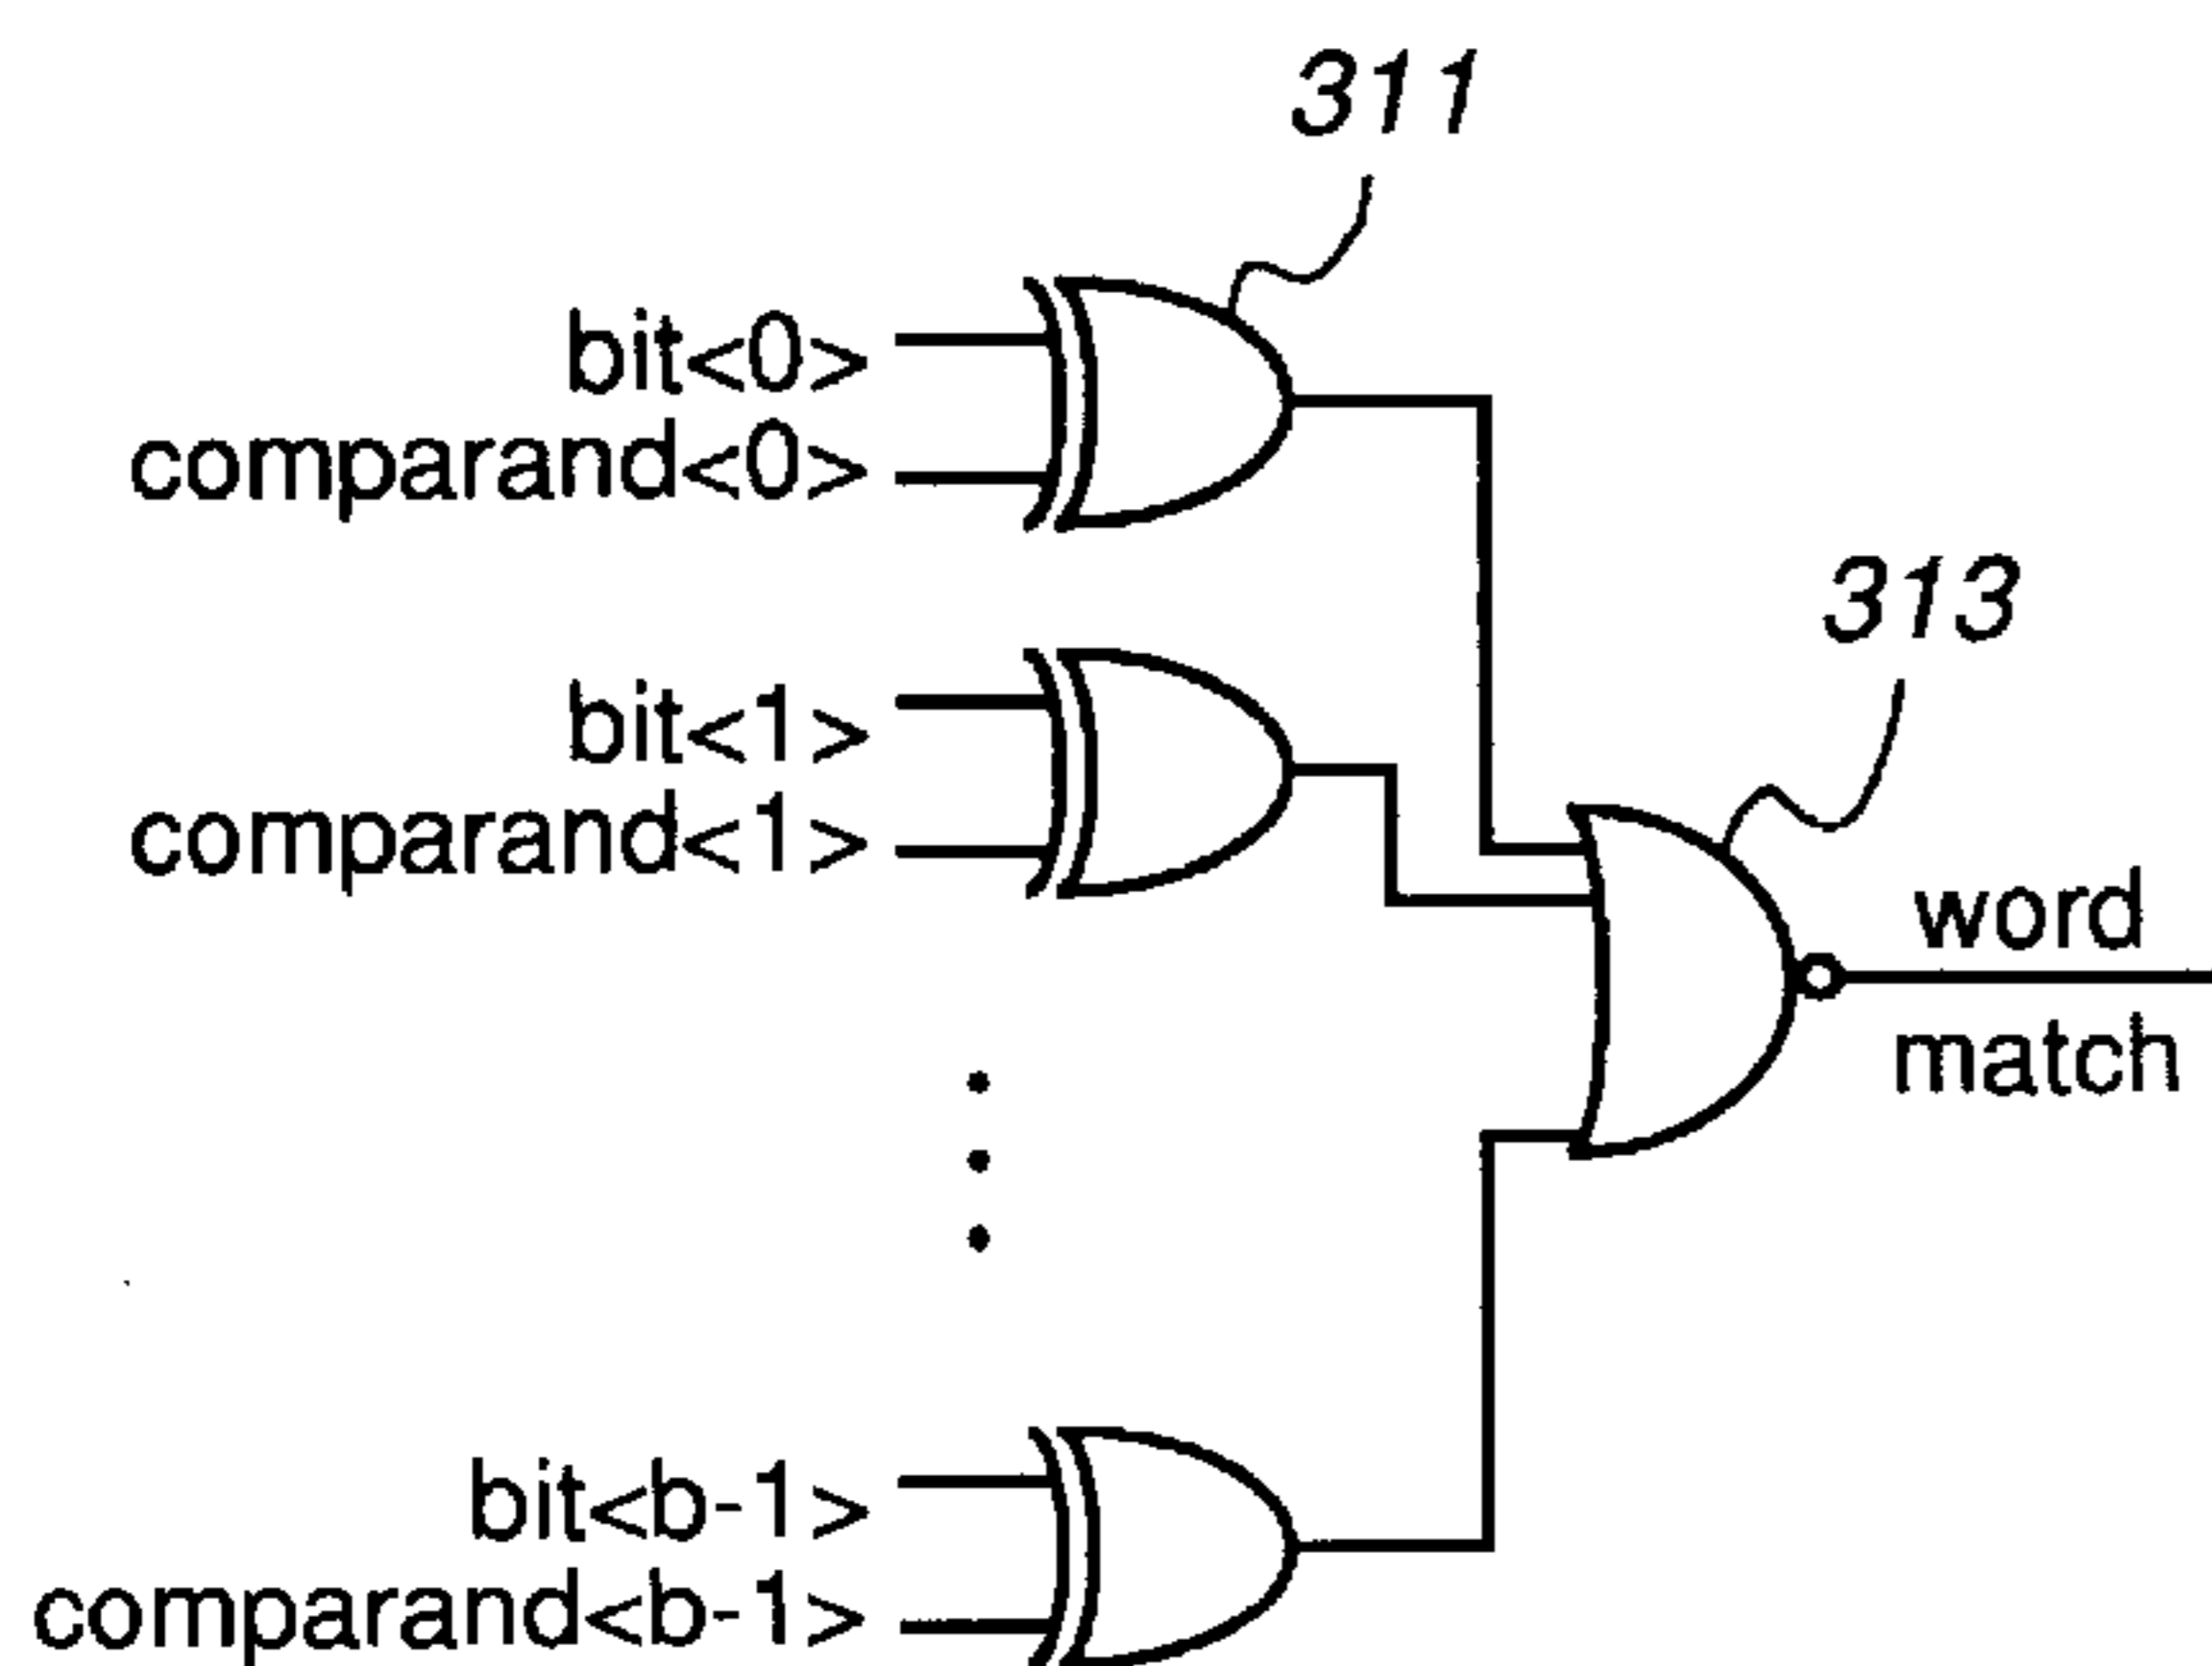 311
bit<0>
comparand<0>
313
bit<1>
comparand<1>
word
match
bit<b-1>
comparand<b-1>